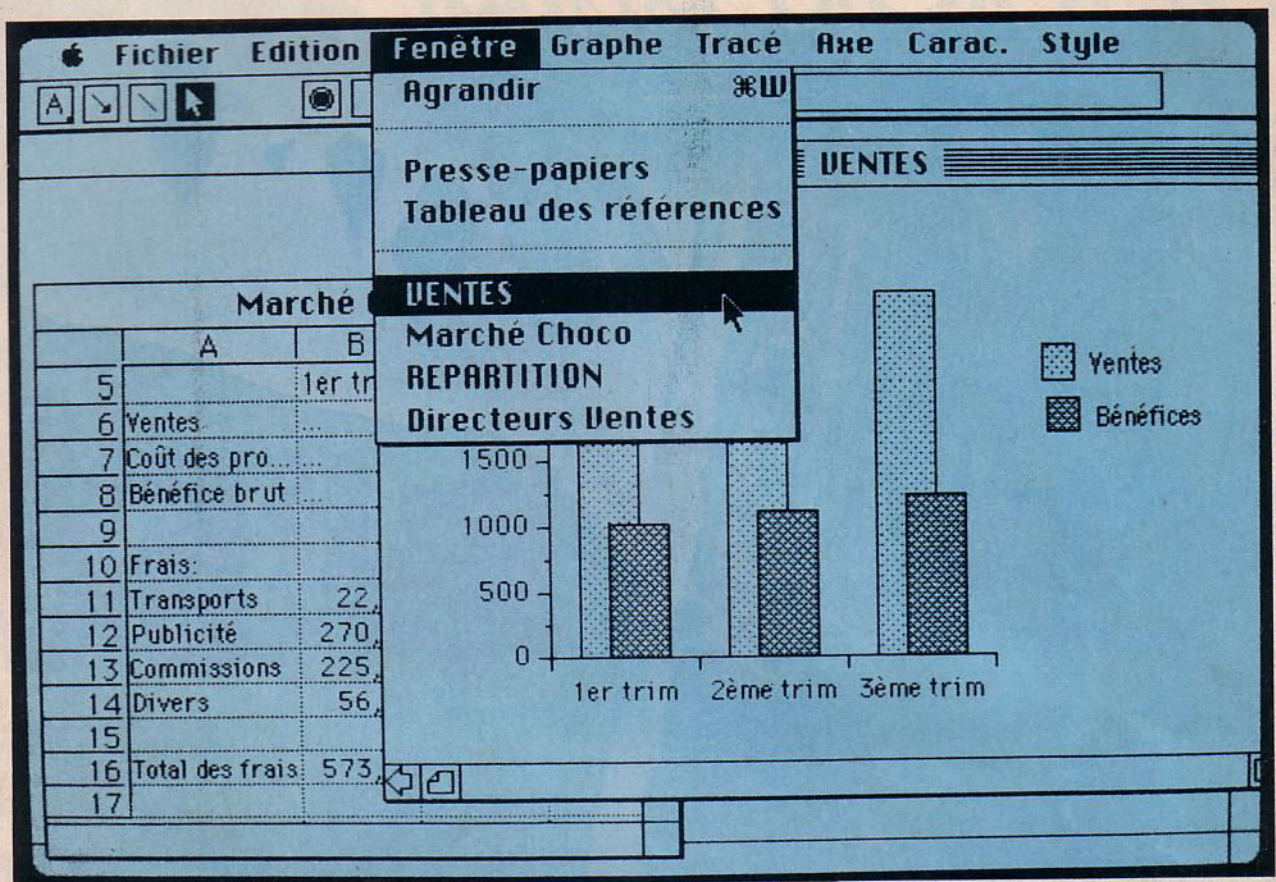 Fichier Edition Fenêtre Graphe Tracé Axe Carac. Style
A
Agrandir ⌘W
Presse-papiers
Tableau des références
VENTES
Marché Choco
REPARTITION
Directeurs Ventes
VENTES
Marché
A B
5 1er tr
6 Ventes ...
7 Coût des pro... ...
8 Bénéfice brut ...
9
10 Frais:
11 Transports 22,
12 Publicité 270,
13 Commissions 225,
14 Divers 56,
15
16 Total des frais 573,
17
1500
1000
500
0
1er trim 2ème trim 3ème trim
Ventes
Bénéfices